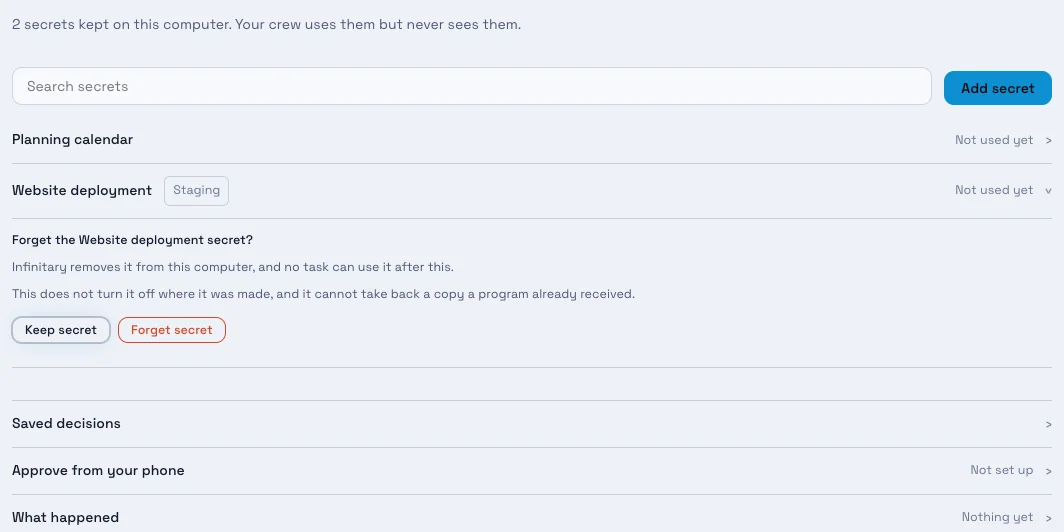 2 secrets kept on this computer. Your crew uses them but never sees them.
Search secrets
Add secret
Planning calendar
Not used yet >
Website deployment
Staging
Not used yet
Forget the Website deployment secret?
Infinitary removes it from this computer, and no task can use it after this.
This does not turn it off where it was made, and it cannot take back a copy a program already received.
Keep secret
Forget secret
Saved decisions
>
Approve from your phone
Not set up >
What happened
Nothing yet >